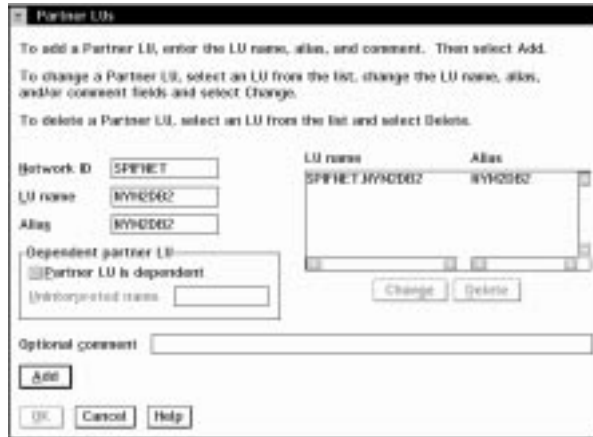 Partner LUs
To add a Partner LU, enter the LU name, alias, and comment. Then select Add.
To change a Partner LU, select an LU from the list, change the LU name, alias,
and/or comment fields and select Change.
To delete a Partner LU, select an LU from the list and select Delete.
Network ID SPIFNET
LU name NYM2DB2
Alias NYM2DB2
LU name Alias
SPIFNET.NYM2DB2 NYM2DB2
Dependent partner LU
Partner LU is dependent
Uninterpreted name
Change Delete
Optional comment
Add
OK Cancel Help